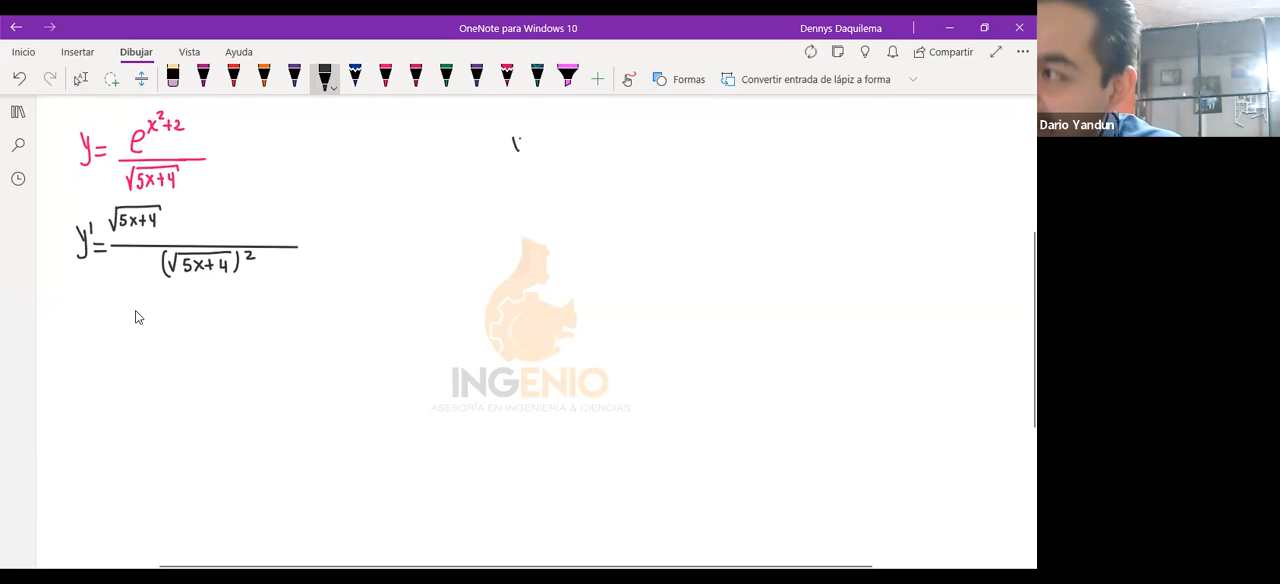 OneNote para Windows 10
Dennys Daquilema
Inicio Insertar Dibujar Vista Ayuda
Compartir
Formas
Convertir entrada de lápiz a forma
Dario Yandun
y = e^{x^2+2} / √(5x+4)
y' = √(5x+4) / (√(5x+4))^2
INGENIO
ASESORÍA EN INGENIERÍA & CIENCIAS